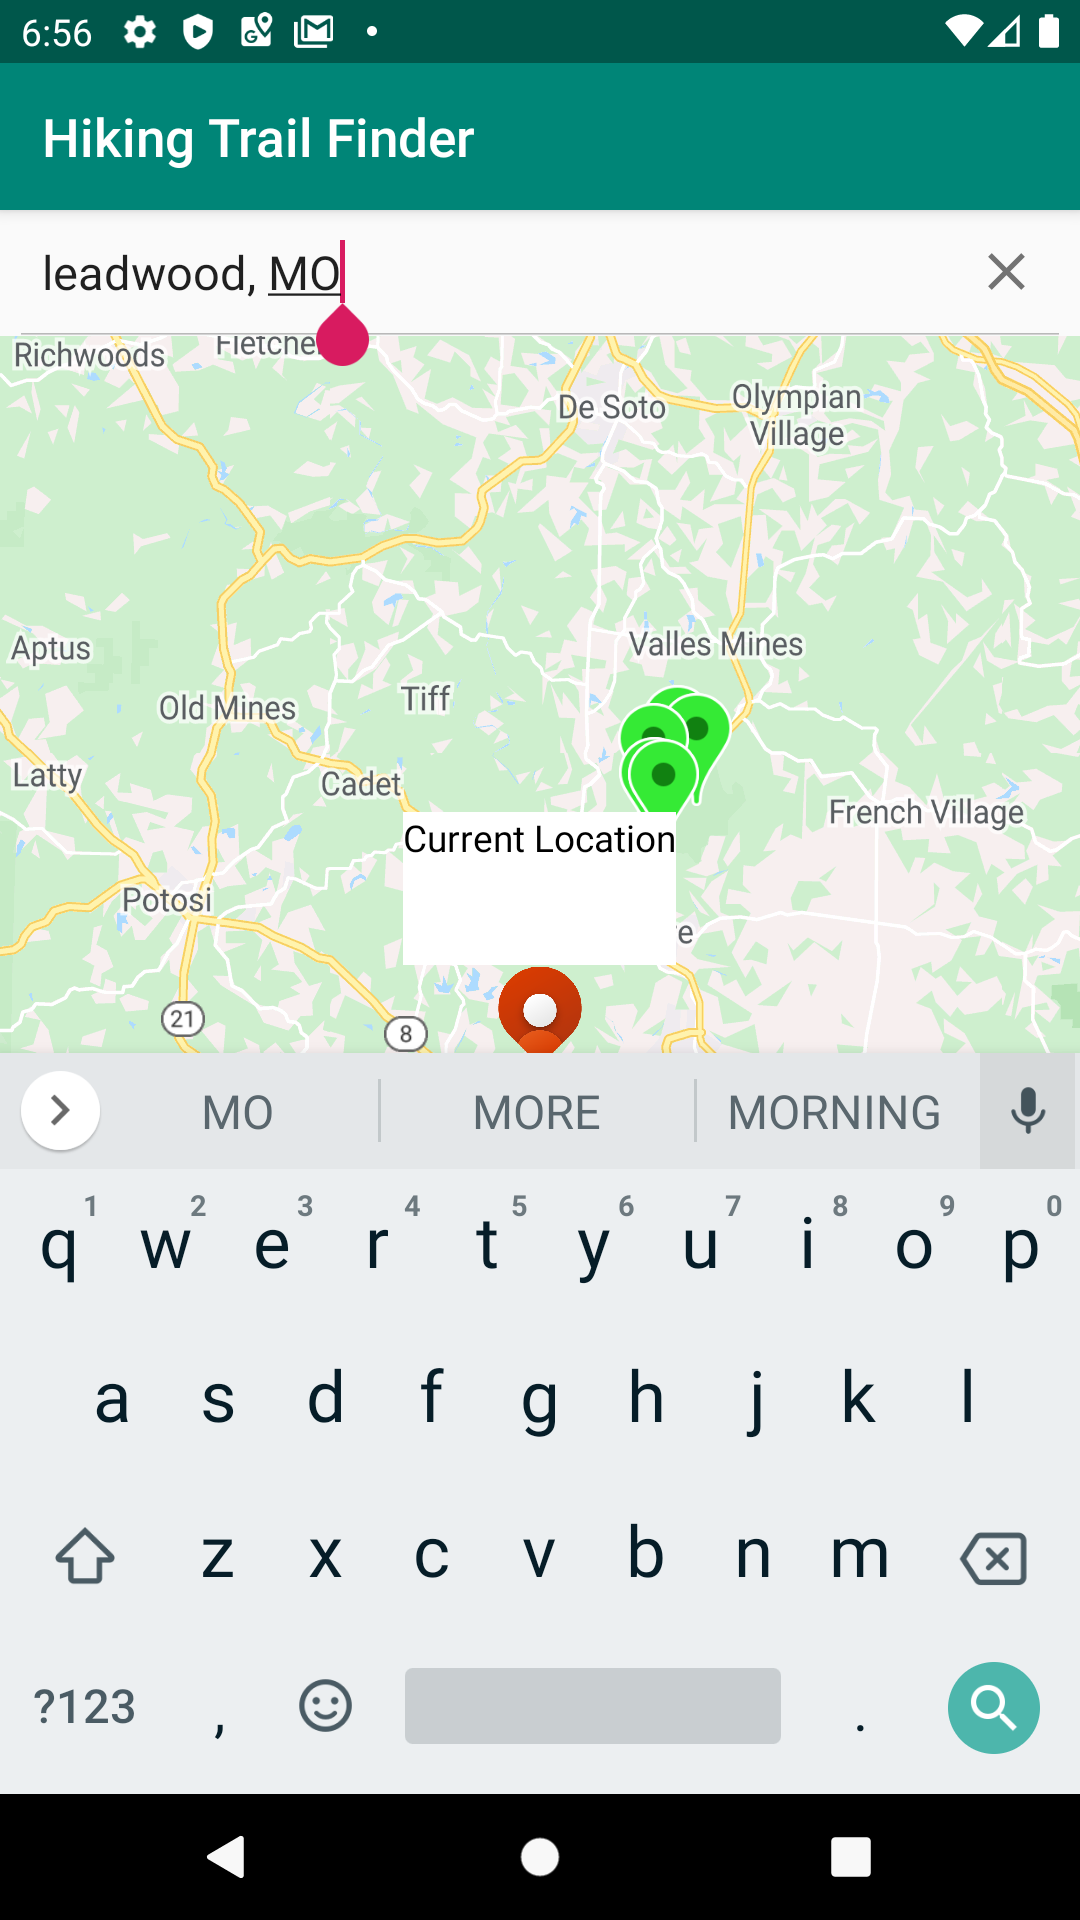 6:56
Hiking Trail Finder
leadwood, MO
Richwoods
De Soto
Olympian
Village
Valles Mines
Aptus
Old Mines
Tiff
Latty
Cadet
French Village
Current Location
Potosi
21
8
MO MORE MORNING
1 2 3 4 5 6 7 8 9 0
q w e r t y u i o p
a s d f g h j k l
z x c v b n m
?123 , .